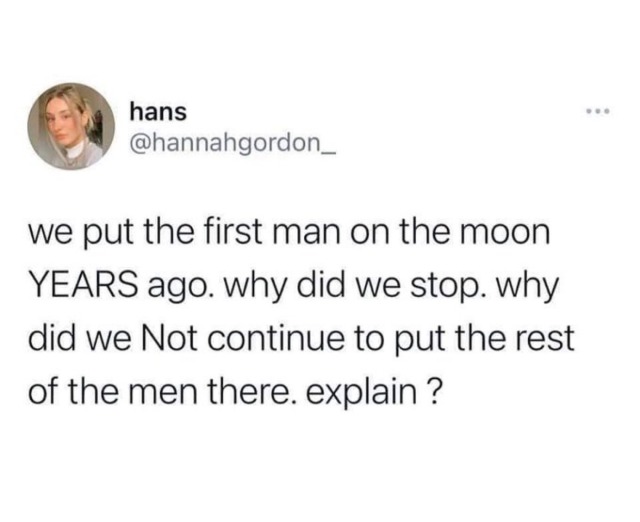 hans
@hannahgordon_
we put the first man on the moon
YEARS ago. why did we stop. why
did we Not continue to put the rest
of the men there. explain ?